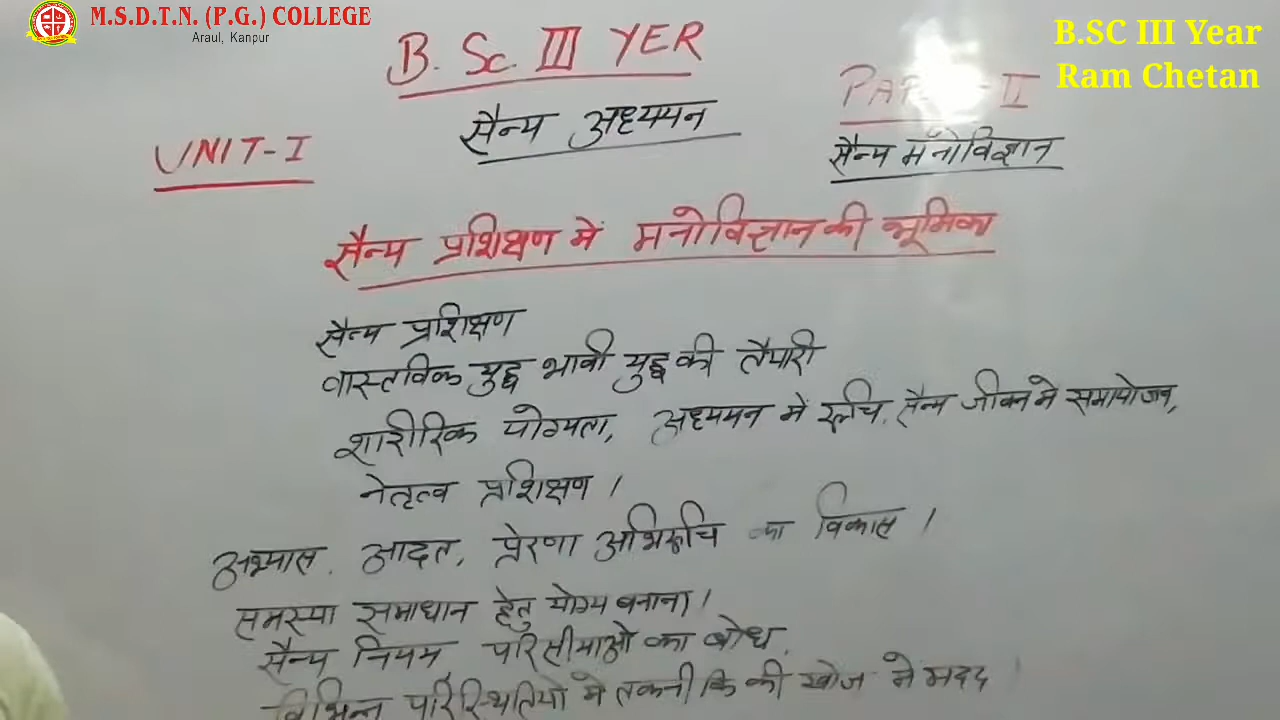 M.S.D.T.N. (P.G.) COLLEGE
Araul, Kanpur
B.SC III Year
Ram Chetan
B. Sc. III YER
सैन्य अध्ययन
UNIT-I
PA -II
सैन्य मनोविज्ञान
सैन्य प्रशिक्षण में मनोविज्ञान की भूमिका
सैन्य प्रशिक्षण
वास्तविक युद्ध भावी युद्ध की तैयारी
शारीरिक योग्यता, अध्ययन में रूचि, सैन्य जीवन मे समायोजन,
नेतृत्व प्रशिक्षण ।
अभ्यास, आदत, प्रेरणा अभिरूचि का विकास ।
समस्या समाधान हेतु योग्य बनाना।
सैन्य नियम, परिसीमाओं का बोध,
विभिन्न परिस्थितियों मे तकनीकि की खोज मे मदद ।